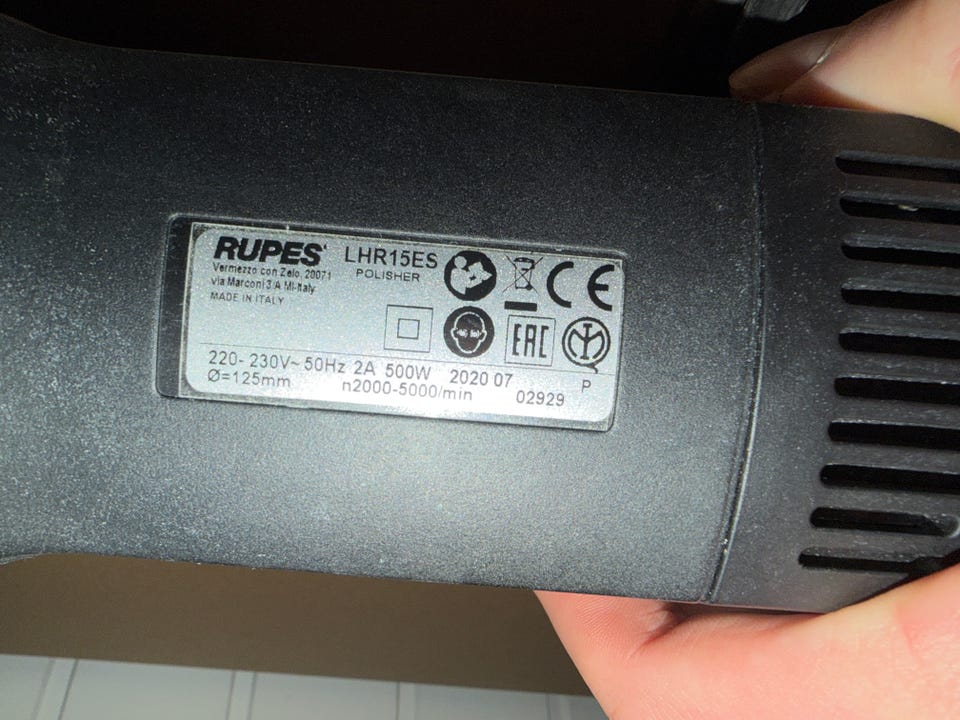 RUPES
LHR15ES
POLISHER
Vermezzo con Zelo, 20071
via Marconi 3/A MI-Italy
MADE IN ITALY
CE
EAC
220- 230V~ 50Hz 2A 500W 2020 07 P
Ø=125mm n2000-5000/min 02929